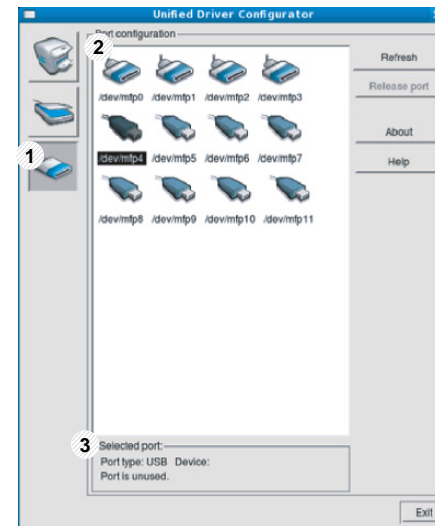 Unified Driver Configurator
Port configuration
2
Refresh
Release port
About
Help
/dev/mfp0 /dev/mfp1 /dev/mfp2 /dev/mfp3
1
/dev/mfp4 /dev/mfp5 /dev/mfp6 /dev/mfp7
/dev/mfp8 /dev/mfp9 /dev/mfp10 /dev/mfp11
3
Selected port:
Port type: USB Device:
Port is unused.
Exit